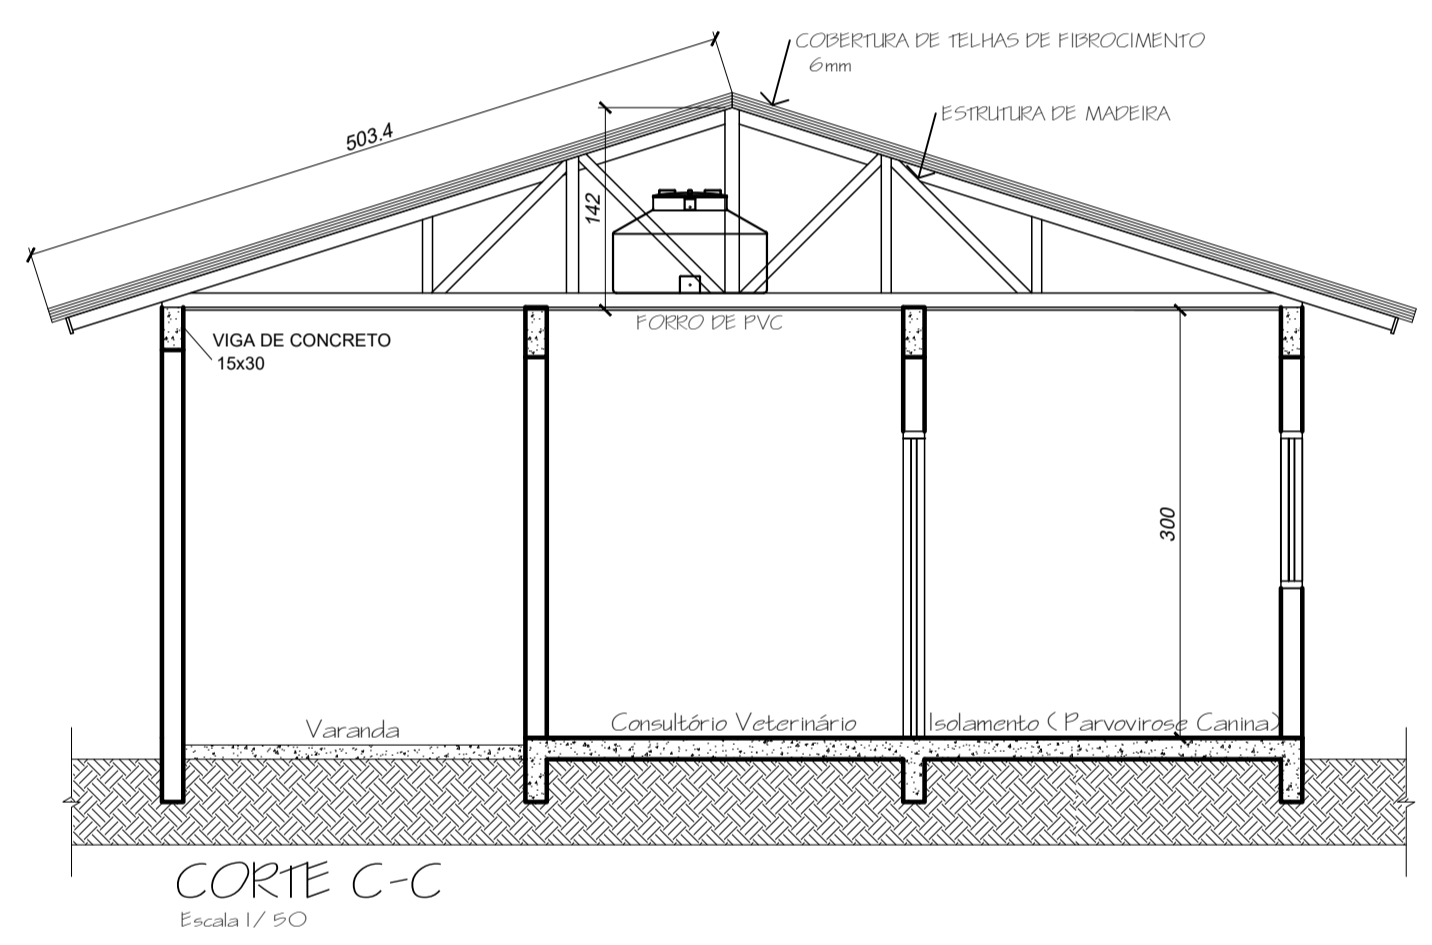 COBERTURA DE TELHAS DE FIBROCIMENTO
6mm
ESTRUTURA DE MADEIRA
503.4
142
FORRO DE PVC
VIGA DE CONCRETO
15x30
300
Varanda
Consultório Veterinário
Isolamento ( Parvovirose Canina)
CORTE C-C
Escala 1/ 50